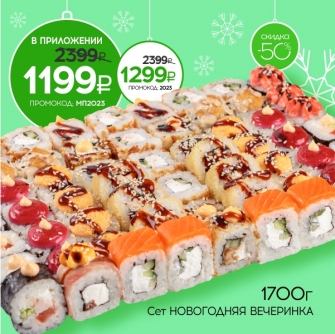 В ПРИЛОЖЕНИИ
2399₽
1199₽
ПРОМОКОД: МП2023
2399₽
1299₽
ПРОМОКОД: 2023
СКИДКА
-50%
1700г
Сет НОВОГОДНЯЯ ВЕЧЕРИНКА